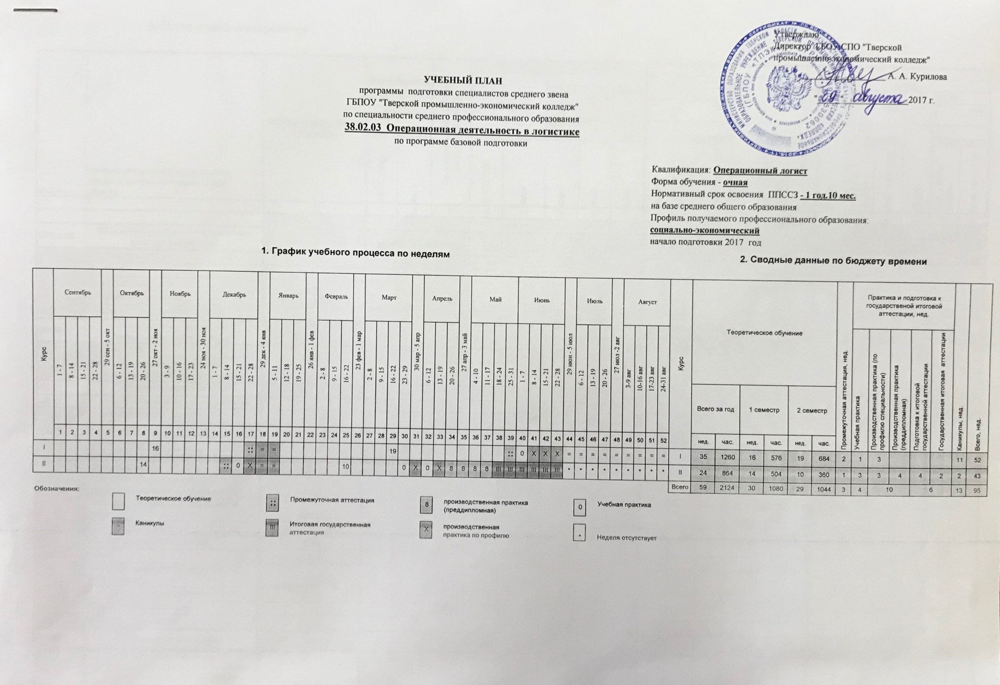 Утверждаю
Директор ГБОУ СПО "Тверской
промышленно-экономический колледж"
А. А. Курилова
" 29 " августа 2017 г.
УЧЕБНЫЙ ПЛАН
программы подготовки специалистов среднего звена
ГБПОУ "Тверской промышленно-экономический колледж"
по специальности среднего профессионального образования
38.02.03 Операционная деятельность в логистике
по программе базовой подготовки
Квалификация: Операционный логист
Форма обучения - очная
Нормативный срок освоения ППССЗ - 1 год.10 мес.
на базе среднего общего образования
Профиль получаемого профессионального образования:
социально-экономический
начало подготовки 2017 год
1. График учебного процесса по неделям
2. Сводные данные по бюджету времени
Курс
Сентябрь
29 сен - 5 окт
Октябрь
27 окт - 2 ноя
Ноябрь
24 ноя - 30 ноя
Декабрь
29 дек - 4 янв
Январь
26 янв - 1 фев
Февраль
23 фев - 1 мар
Март
30 мар - 5 апр
Апрель
27 апр - 3 май
Май
Июнь
29 июн - 5 июл
Июль
27 июл -2 авг
Август
1 - 7
8 - 14
15 - 21
22 - 28
6 - 12
13 - 19
20 - 26
3 - 9
10 - 16
17 - 23
1 - 7
8 - 14
15 - 21
22 - 28
5 - 11
12 - 18
19 - 25
2 - 8
9 - 15
16 - 22
2 - 8
9 - 15
16 - 22
23 - 29
6 - 12
13 - 19
20 - 26
4 - 10
11 - 17
18 - 24
25 - 31
1 - 7
8 - 14
15 - 21
22 - 28
6 - 12
13 - 19
20 - 26
3-9 авг
10-16 авг
17-23 авг
24-31 авг
1 2 3 4 5 6 7 8 9 10 11 12 13 14 15 16 17 18 19 20 21 22 23 24 25 26 27 28 29 30 31 32 33 34 35 36 37 38 39 40 41 42 43 44 45 46 47 48 49 50 51 52
I 16 :: = = 19 :: 0 X X X = = = = = = = = =
II 14 :: 0 X = = 10 0 X 0 X 8 8 8 8 III III III III III III * * * * * * * * *
Курс
Теоретическое обучение
Промежуточная аттестация, нед.
Практика и подготовка к
государственой итоговой
аттестации, нед.
Каникулы, нед.
Всего, нед.
Всего за год
1 семестр
2 семестр
Учебная практика
Производственная практика (по
профилю специальности)
Производственная практика
(преддипломная)
Подготовка к итоговой
государственной аттестации
Государственная итоговая аттестации
нед. час. нед. час. нед. час.
I 35 1260 16 576 19 684 2 1 3 11 52
II 24 864 14 504 10 360 1 3 3 4 4 2 2 43
Всего 59 2124 30 1080 29 1044 3 4 10 6 13 95
Обозначения:
Теоретическое обучение
:: Промежуточная аттестация
8 производственная практика
(преддипломная)
0 Учебная практика
= Каникулы
III Итоговая государственная
аттестация
X производственная
практика по профилю
* Неделя отсутствует